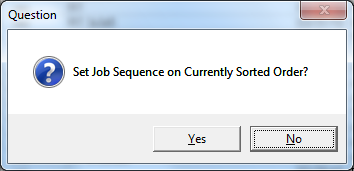 Question
Set Job Sequence on Currently Sorted Order?
Yes
No